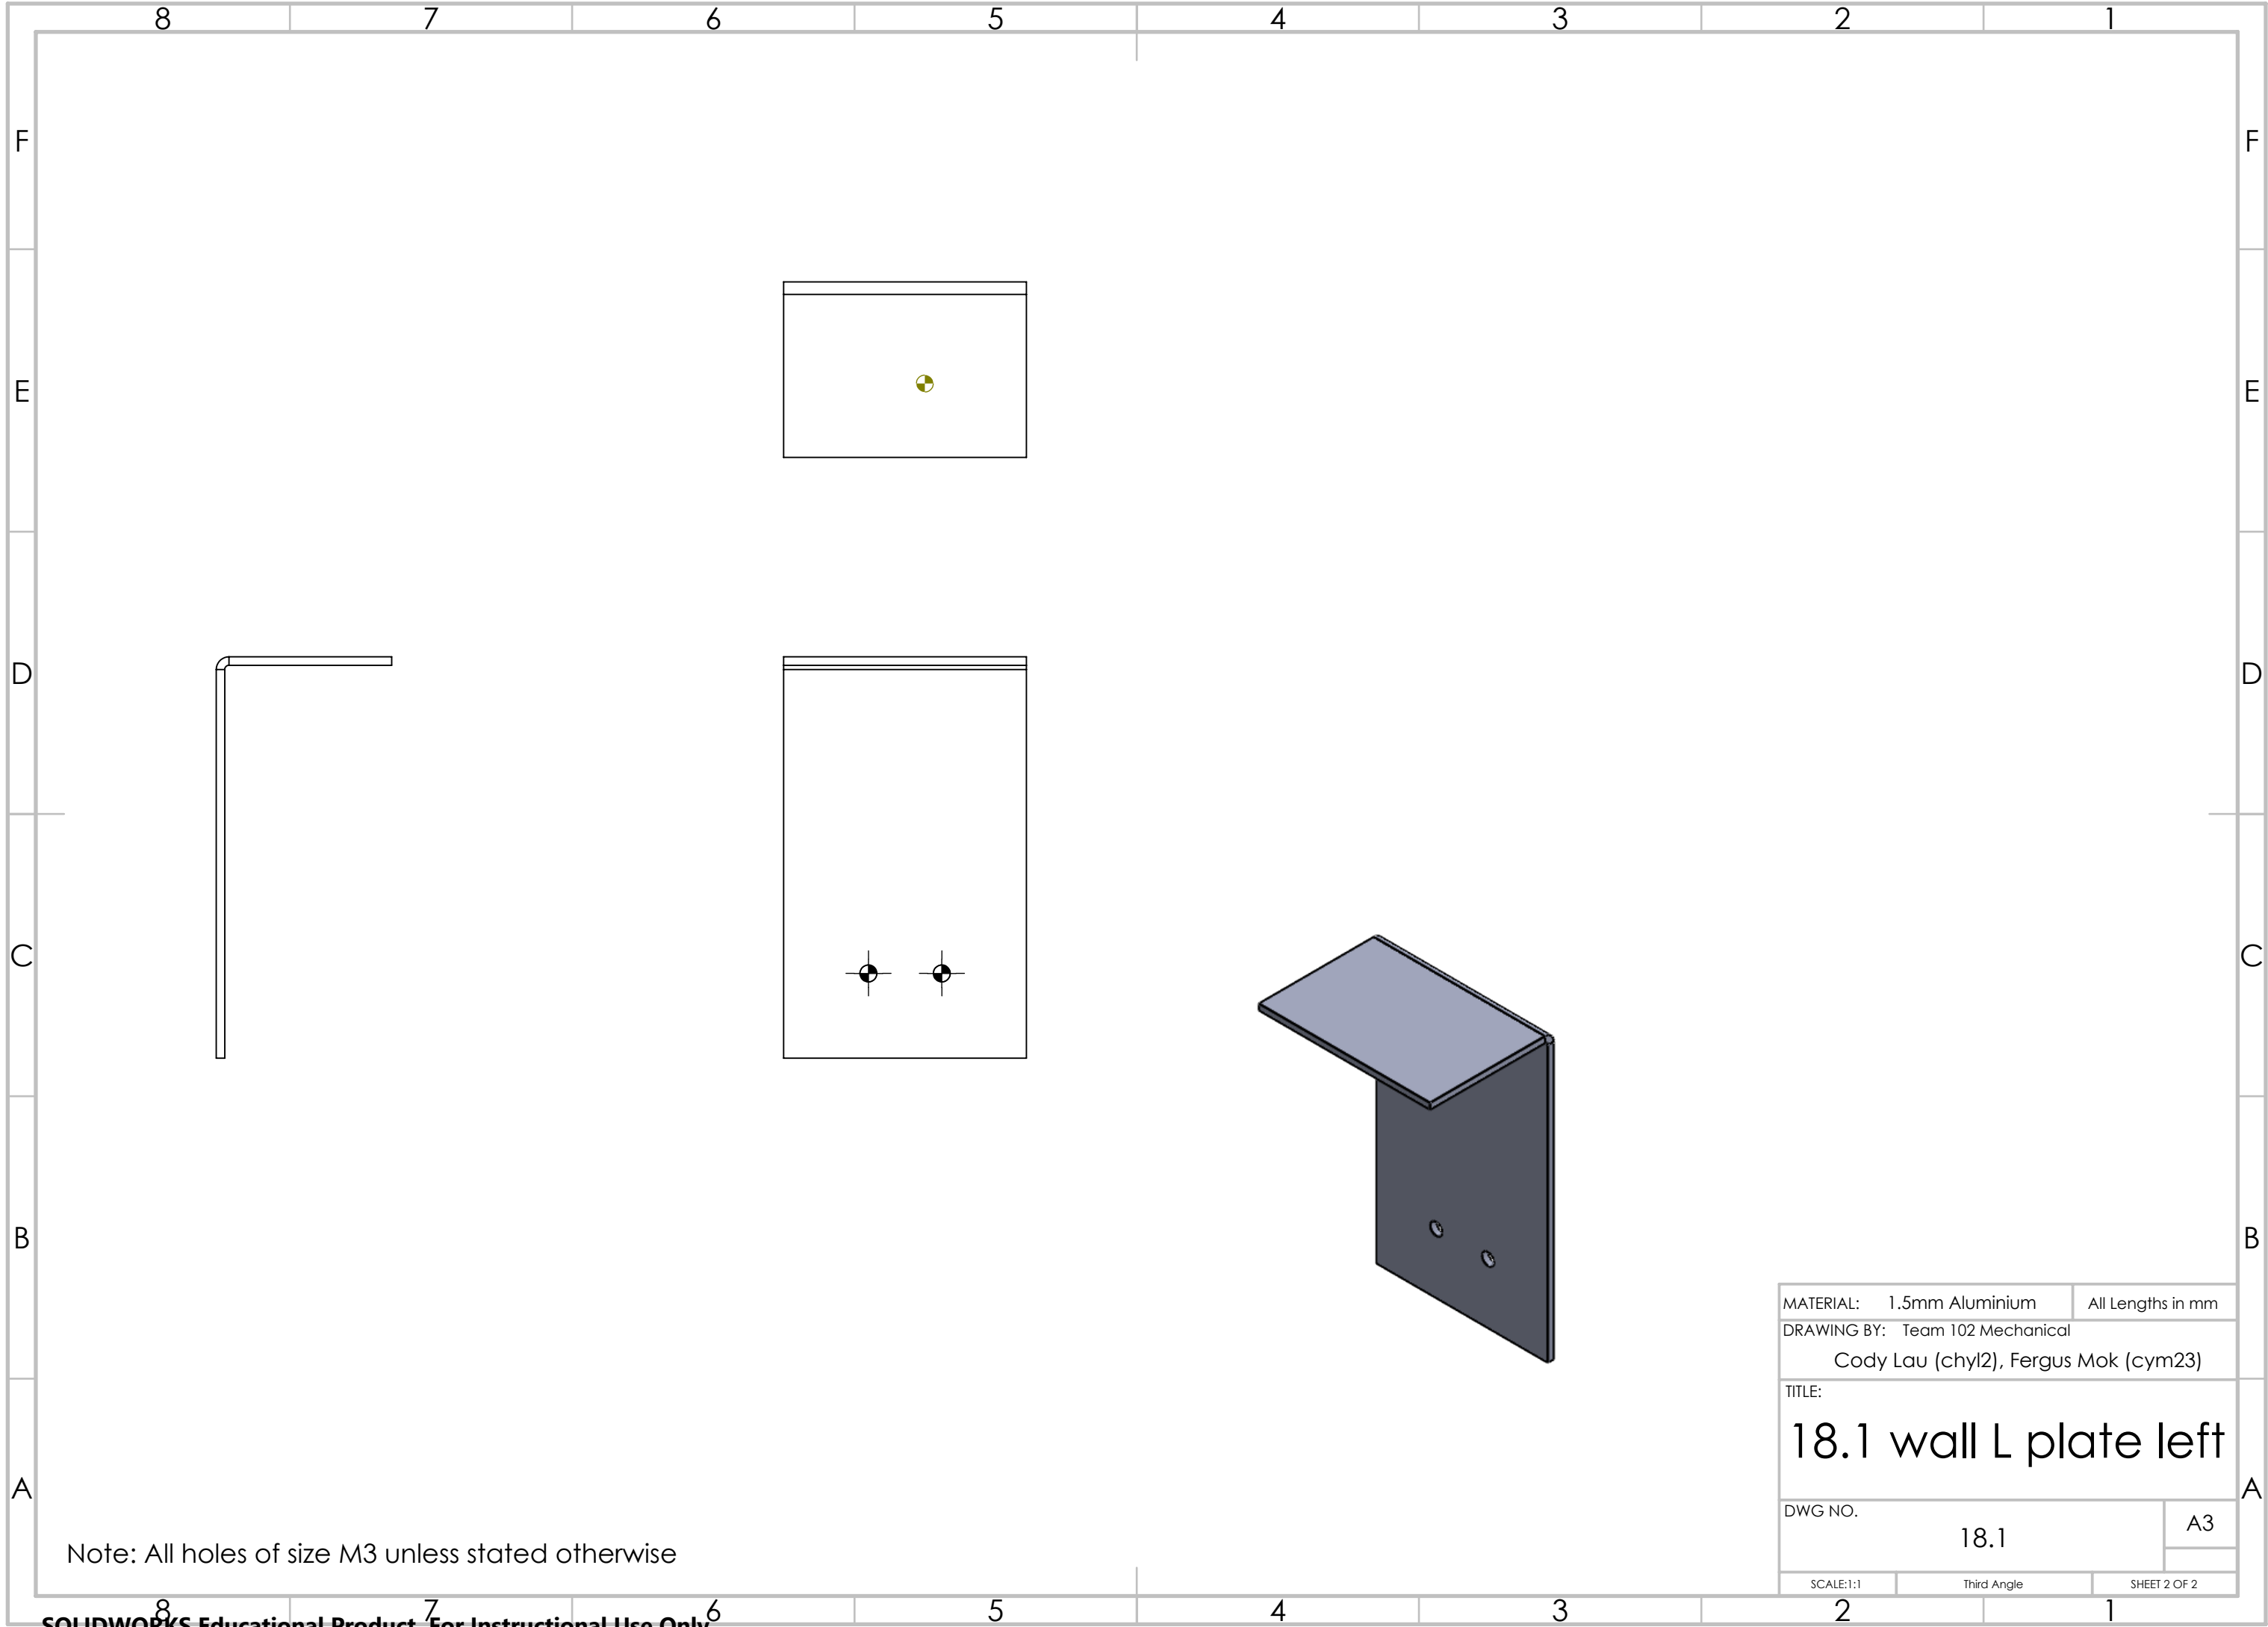 8 7 6 5 4 3 2 1
F F
E E
D D
C C
B B
A A
MATERIAL: 1.5mm Aluminium All Lengths in mm
DRAWING BY: Team 102 Mechanical
Cody Lau (chyl2), Fergus Mok (cym23)
TITLE:
18.1 wall L plate left
DWG NO.
18.1
A3
SCALE:1:1 Third Angle SHEET 2 OF 2
Note: All holes of size M3 unless stated otherwise
8 7 6 5 4 3 2 1
SOLIDWORKS Educational Product. For Instructional Use Only.